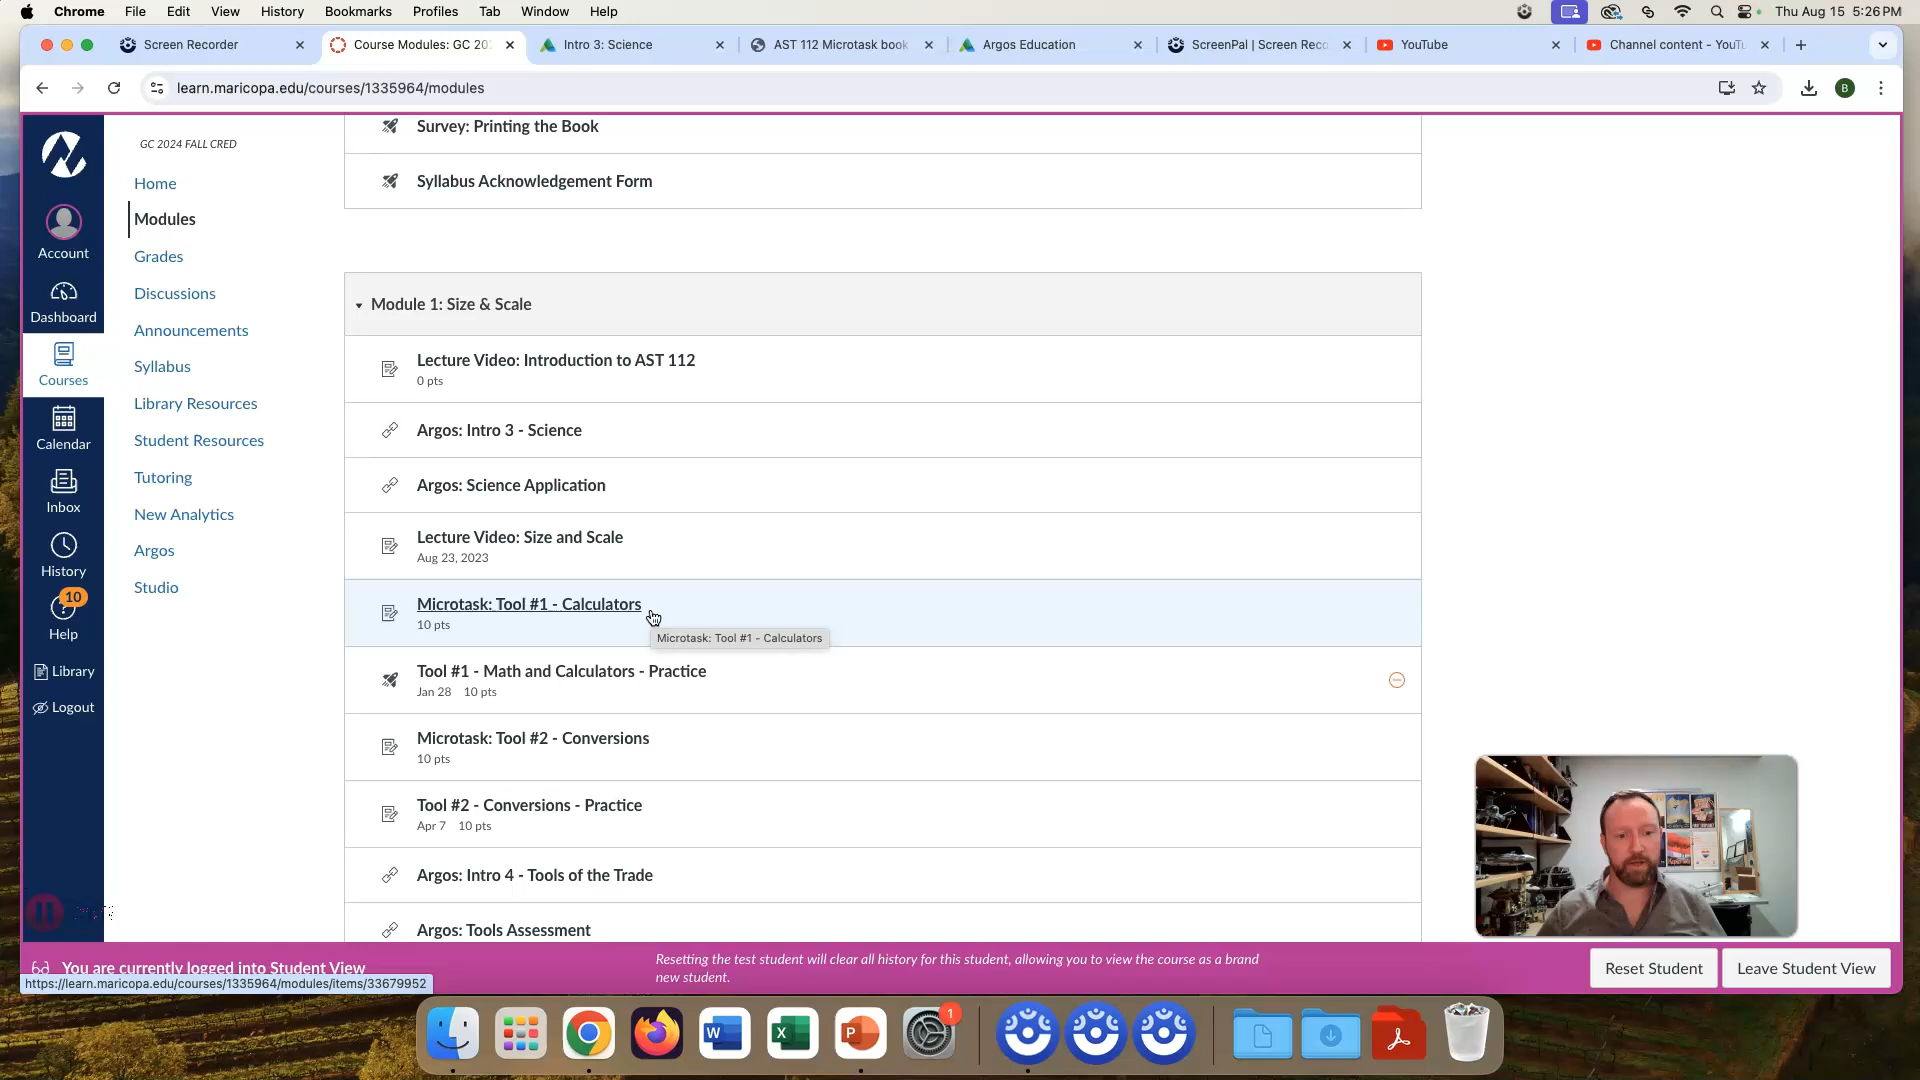 Chrome File Edit View History Bookmarks Profiles Tab Window Help
Thu Aug 15 5:26 PM
Screen Recorder
Course Modules: GC 202
Intro 3: Science
AST 112 Microtask book
Argos Education
ScreenPal | Screen Reco
YouTube
Channel content - YouTu
learn.maricopa.edu/courses/1335964/modules
B
GC 2024 FALL CRED
Home
Modules
Grades
Discussions
Announcements
Syllabus
Library Resources
Student Resources
Tutoring
New Analytics
Argos
Studio
Account
Dashboard
Courses
Calendar
Inbox
History
10
Help
Library
Logout
Survey: Printing the Book
Syllabus Acknowledgement Form
Module 1: Size & Scale
Lecture Video: Introduction to AST 112
0 pts
Argos: Intro 3 - Science
Argos: Science Application
Lecture Video: Size and Scale
Aug 23, 2023
Microtask: Tool #1 - Calculators
10 pts
Microtask: Tool #1 - Calculators
Tool #1 - Math and Calculators - Practice
Jan 28 10 pts
Microtask: Tool #2 - Conversions
10 pts
Tool #2 - Conversions - Practice
Apr 7 10 pts
Argos: Intro 4 - Tools of the Trade
Argos: Tools Assessment
You are currently logged into Student View
Resetting the test student will clear all history for this student, allowing you to view the course as a brand
new student.
Reset Student
Leave Student View
https://learn.maricopa.edu/courses/1335964/modules/items/33679952
W
X
P
1